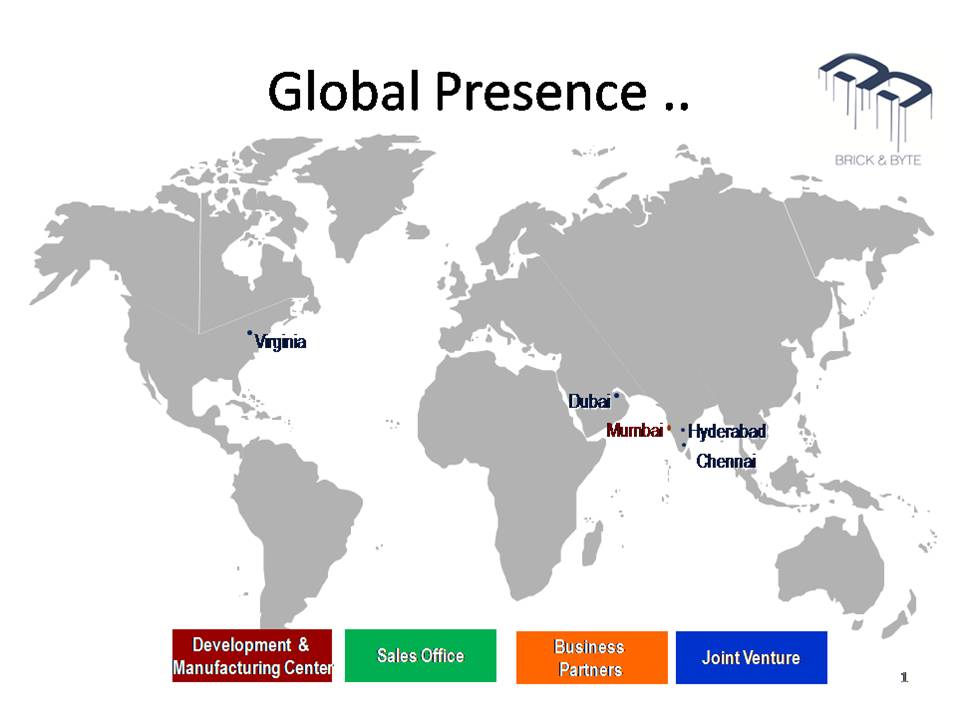 Global Presence ..
BRICK & BYTE
Virginia
Dubai
Mumbai
Hyderabad
Chennai
Development &
Manufacturing Center
Sales Office
Business
Partners
Joint Venture
1